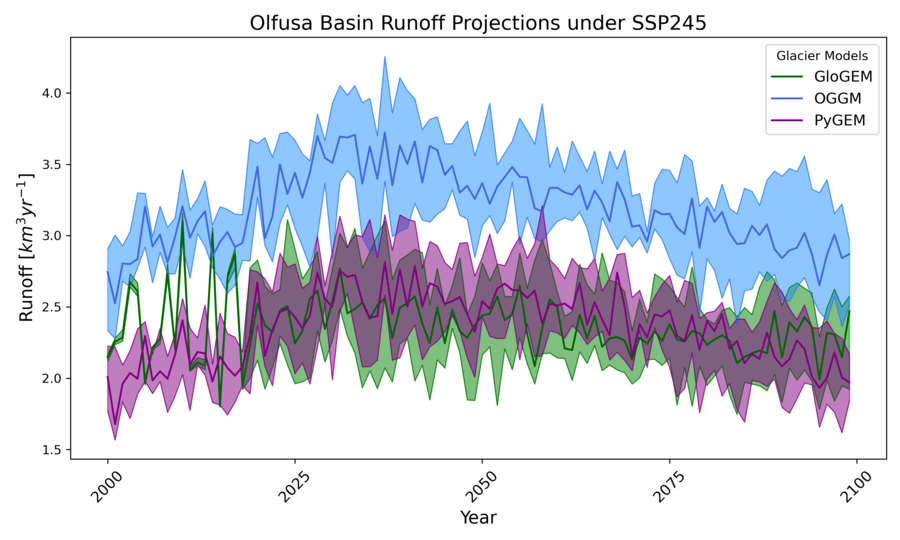 Olfusa Basin Runoff Projections under SSP245
Runoff [km³yr⁻¹]
4.0
3.5
3.0
2.5
2.0
1.5
2000
2025
2050
2075
2100
Year
Glacier Models
GloGEM
OGGM
PyGEM